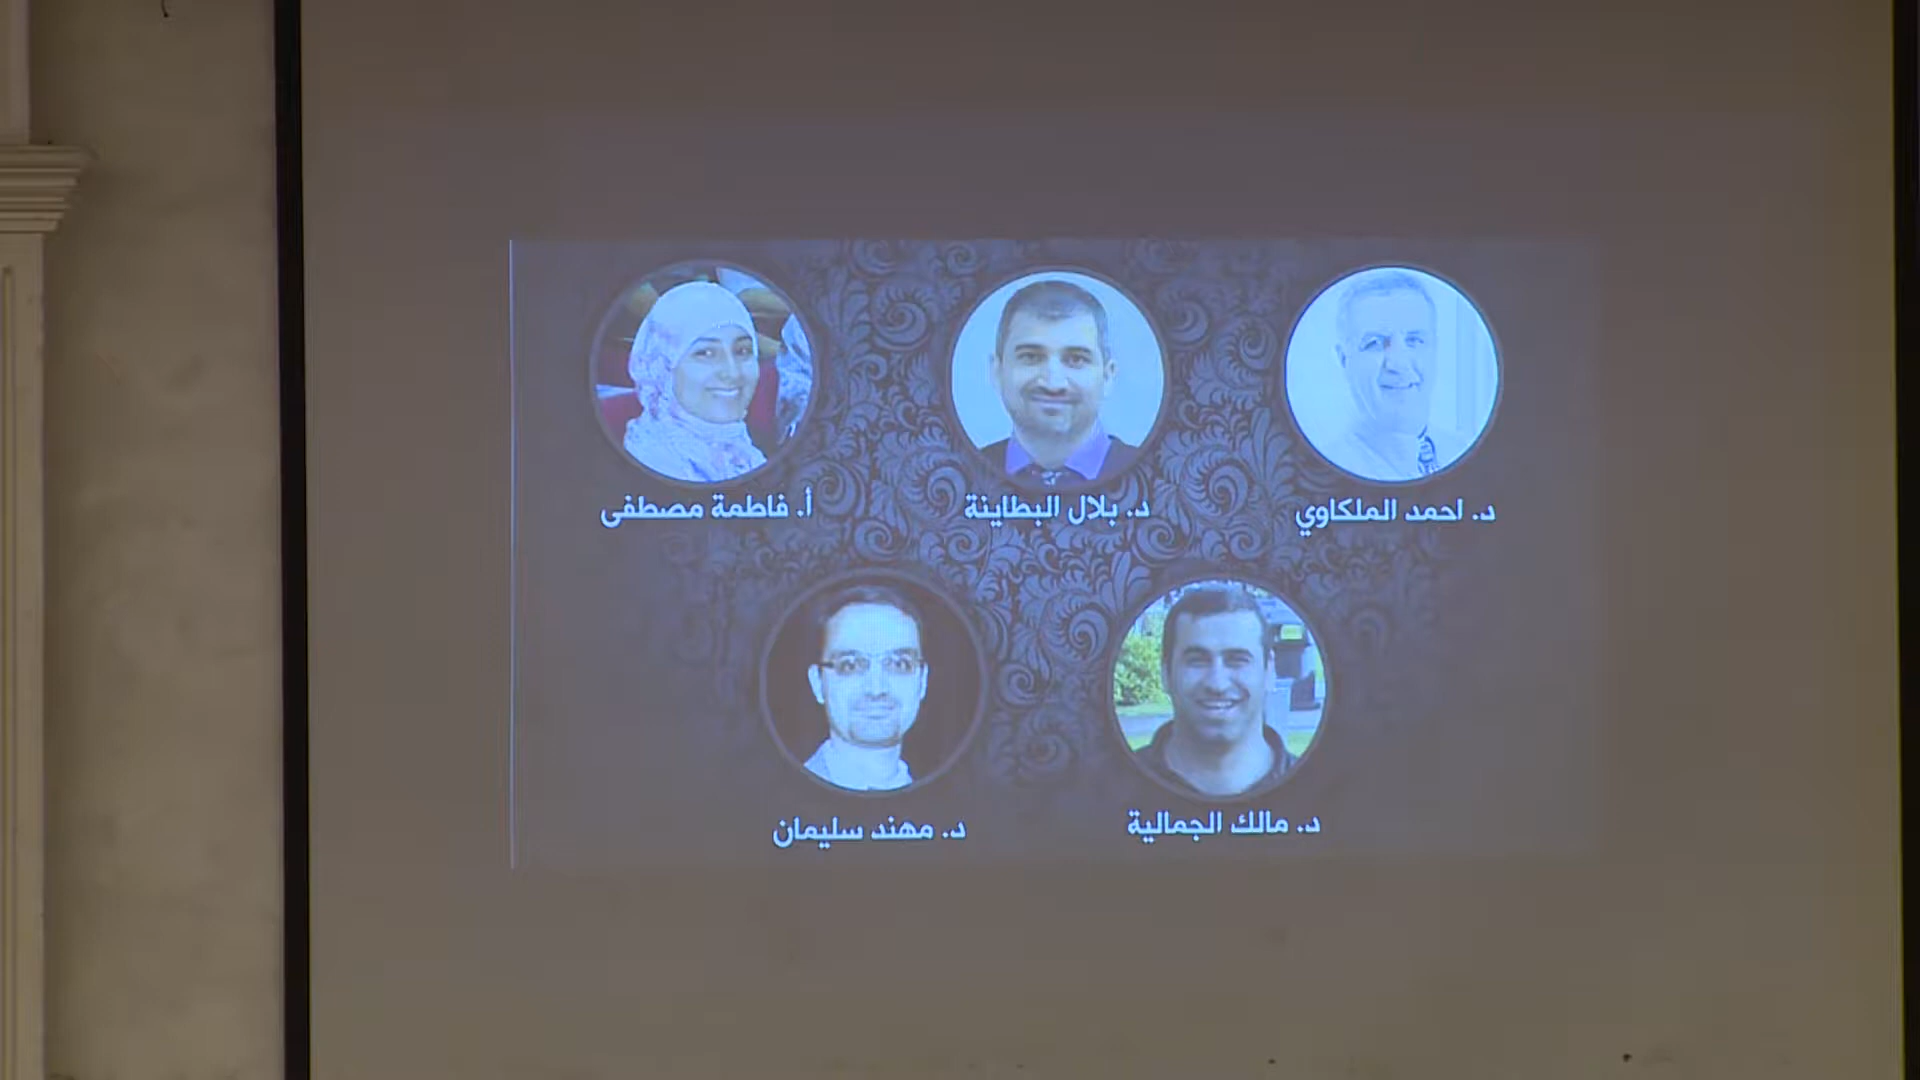 د. احمد الملكاوي
د. بلال البطاينة
أ. فاطمة مصطفى
د. مالك الجمالية
د. مهند سليمان